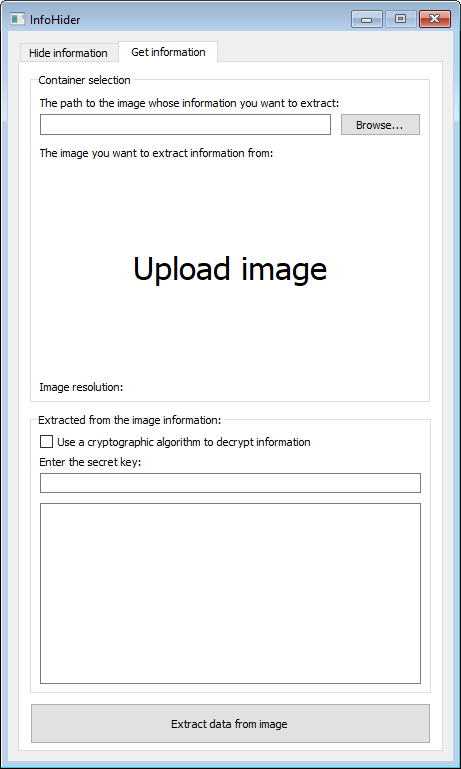 InfoHider
Hide information
Get information
Container selection
The path to the image whose information you want to extract:
Browse...
The image you want to extract information from:
Upload image
Image resolution:
Extracted from the image information:
Use a cryptographic algorithm to decrypt information
Enter the secret key:
Extract data from image